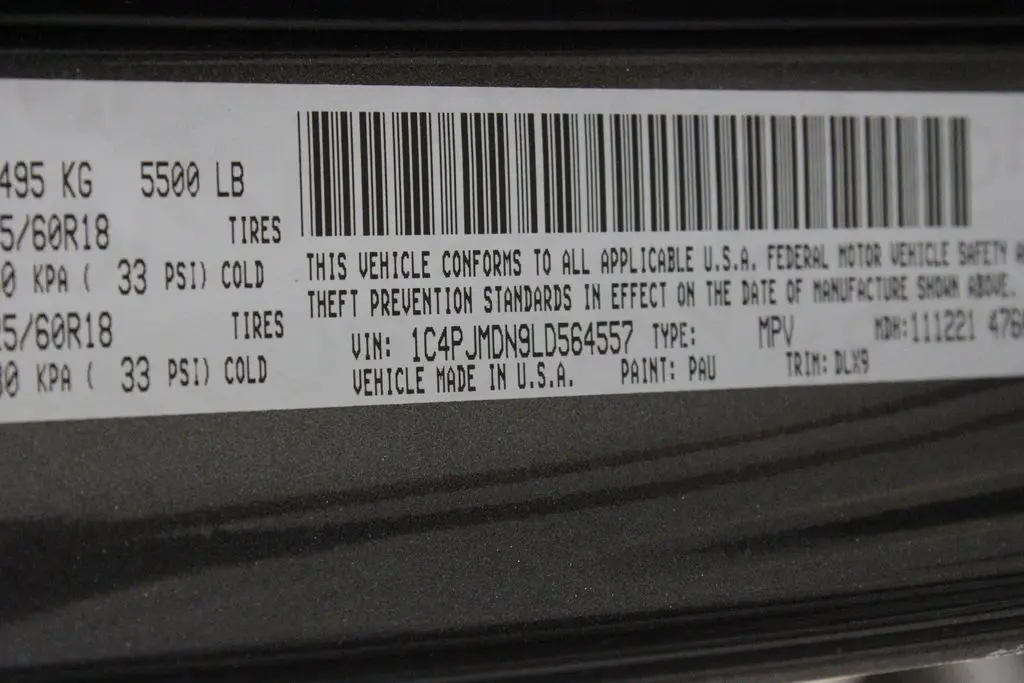 495 KG 5500 LB
5/60R18 TIRES
0 KPA ( 33 PSI) COLD
5/60R18 TIRES
30 KPA ( 33 PSI) COLD
THIS VEHICLE CONFORMS TO ALL APPLICABLE U.S.A. FEDERAL MOTOR VEHICLE SAFETY A
THEFT PREVENTION STANDARDS IN EFFECT ON THE DATE OF MANUFACTURE SHOWN ABOVE.
VIN: 1C4PJMDN9LD564557 TYPE: MPV MDH:111221 476
VEHICLE MADE IN U.S.A. PAINT: PAU TRIM: DLX9